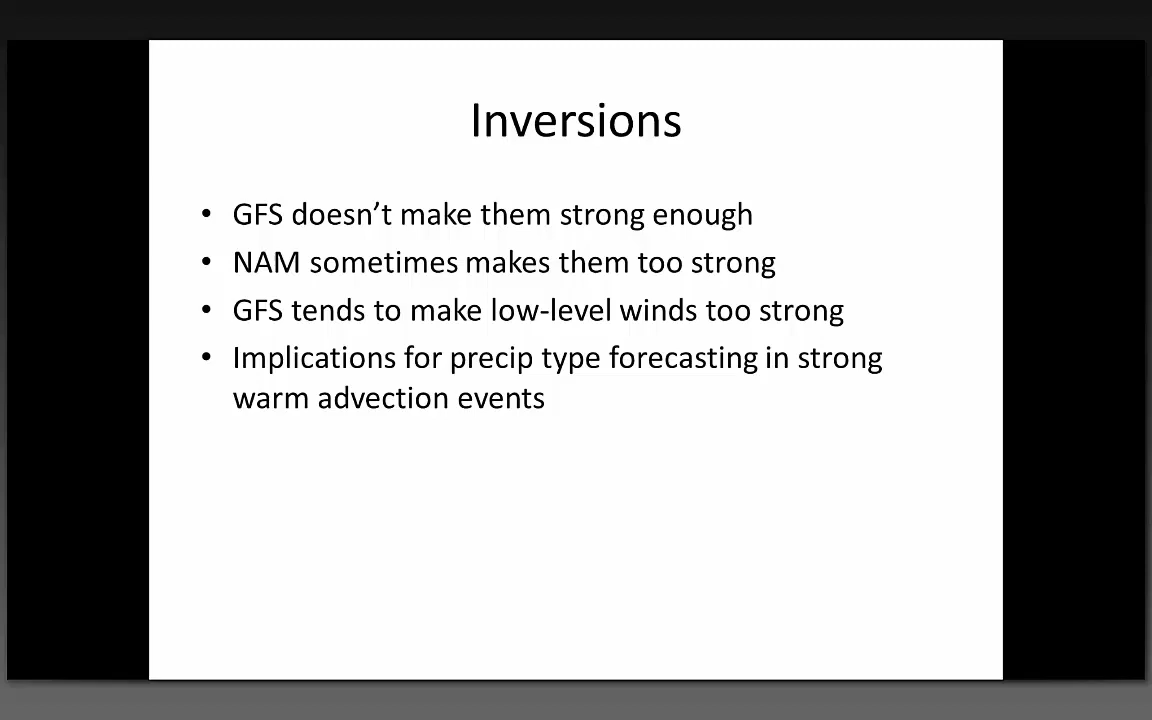 Inversions
• GFS doesn’t make them strong enough
• NAM sometimes makes them too strong
• GFS tends to make low-level winds too strong
• Implications for precip type forecasting in strong
warm advection events